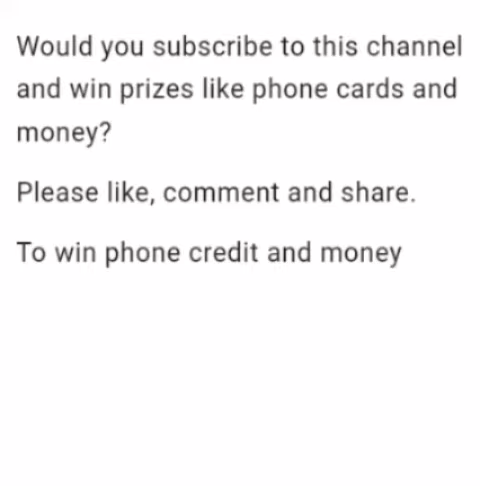 Would you subscribe to this channel
and win prizes like phone cards and
money?
Please like, comment and share.
To win phone credit and money